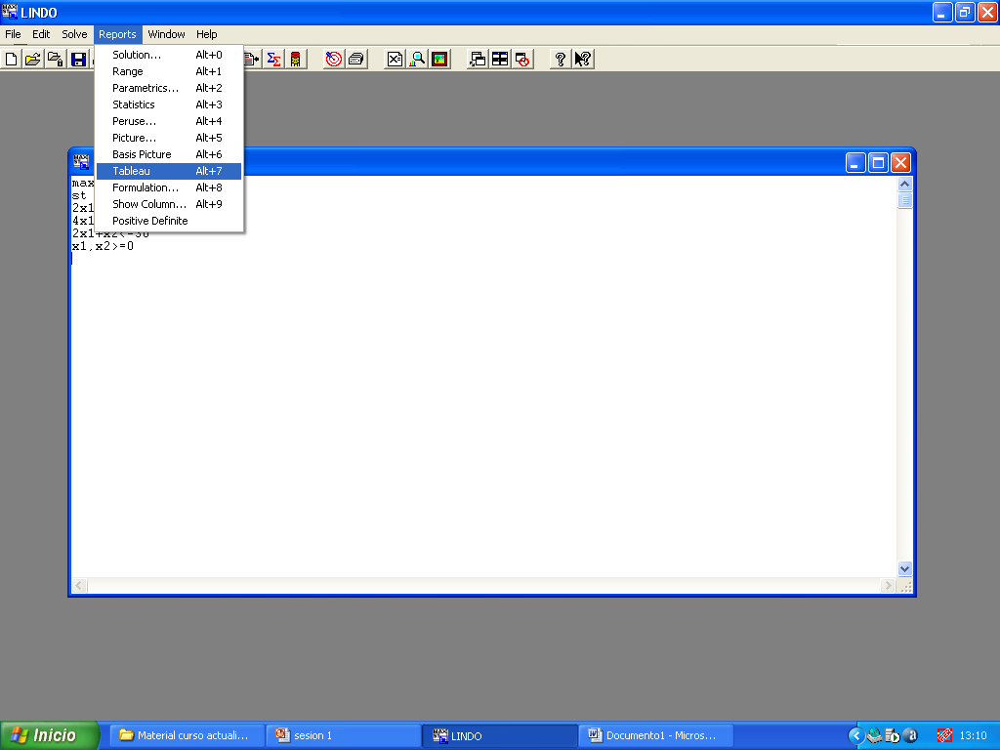 LINDO
File Edit Solve Reports Window Help
Solution... Alt+0
Range Alt+1
Parametrics... Alt+2
Statistics Alt+3
Peruse... Alt+4
Picture... Alt+5
Basis Picture Alt+6
Tableau Alt+7
Formulation... Alt+8
Show Column... Alt+9
Positive Definite
max
st
2x1
4x1
2x1+x2<=30
x1,x2>=0
Inicio
Material curso actuali...
sesion 1
LINDO
Documento1 - Micros...
13:10